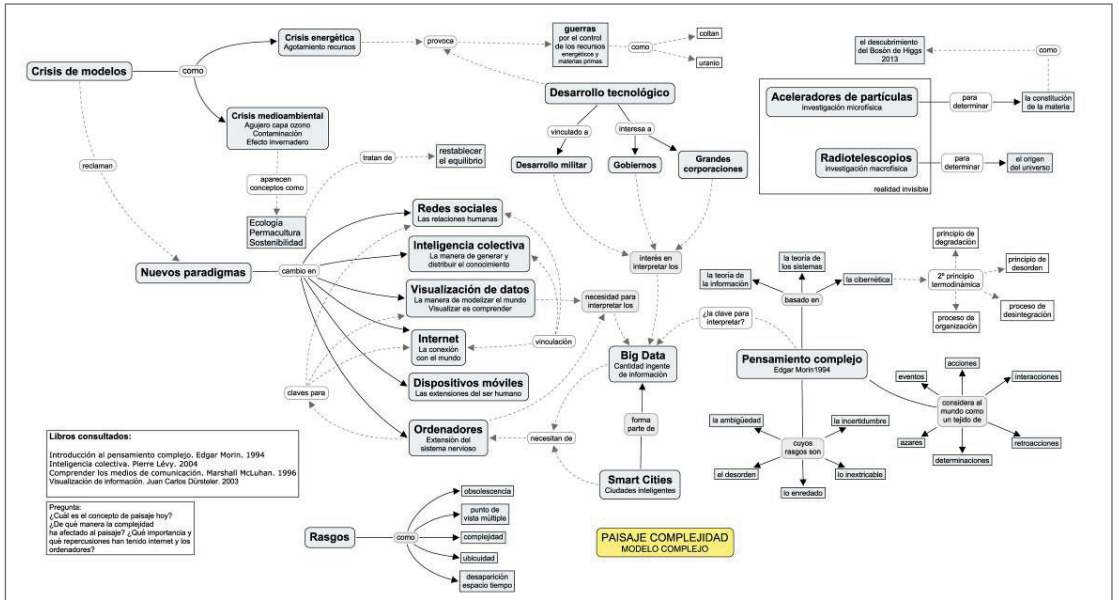 Crisis de modelos
como
Crisis energética
Agotamiento recursos
provoca
guerras
por el control
de los recursos
energéticos y
materias primas
como
coltan
uranio
Crisis medioambiental
Agujero capa ozono
Contaminación
Efecto invernadero
reclaman
aparecen
conceptos como
tratan de
restablecer
el equilibrio
Ecología
Permacultura
Sostenibilidad
Desarrollo tecnológico
vinculado a
interesa a
Desarrollo militar
Gobiernos
Grandes
corporaciones
interés en
interpretar los
el descubrimiento
del Bosón de Higgs
2013
como
Aceleradores de partículas
investigación microfísica
para
determinar
la constitución
de la materia
Radiotelescopios
investigación macrofísica
para
determinar
el origen
del universo
realidad invisible
Nuevos paradigmas
cambio en
Redes sociales
Las relaciones humanas
Inteligencia colectiva
La manera de generar y
distribuir el conocimiento
Visualización de datos
La manera de modelizar el mundo
Visualizar es comprender
Internet
La conexión
con el mundo
Dispositivos móviles
Las extensiones del ser humano
Ordenadores
Extensión del
sistema nervioso
claves para
vinculación
necesidad para
interpretar los
necesitan de
Big Data
Cantidad ingente
de información
forma
parte de
Smart Cities
Ciudades inteligentes
¿la clave para
interpretar?
Pensamiento complejo
Edgar Morin1994
basado en
la teoría de
la información
la teoría de
los sistemas
la cibernética
2º principio
termodinámica
principio de
degradación
principio de
desorden
proceso de
desintegración
proceso de
organización
considera al
mundo como
un tejido de
eventos
acciones
interacciones
azares
determinaciones
retroacciones
cuyos
rasgos son
la ambigüedad
la incertidumbre
el desorden
lo enredado
lo inextricable
Libros consultados:
Introducción al pensamiento complejo. Edgar Morin. 1994
Inteligencia colectiva. Pierre Lévy. 2004
Comprender los medios de comunicación. Marshall McLuhan. 1996
Visualización de información. Juan Carlos Dürsteler. 2003
Pregunta:
¿Cuál es el concepto de paisaje hoy?
¿De qué manera la complejidad
ha afectado al paisaje? ¿Qué importancia y
qué repercusiones han tenido internet y los
ordenadores?
Rasgos
como
obsolescencia
punto de
vista múltiple
complejidad
ubicuidad
desaparición
espacio tiempo
PAISAJE COMPLEJIDAD
MODELO COMPLEJO